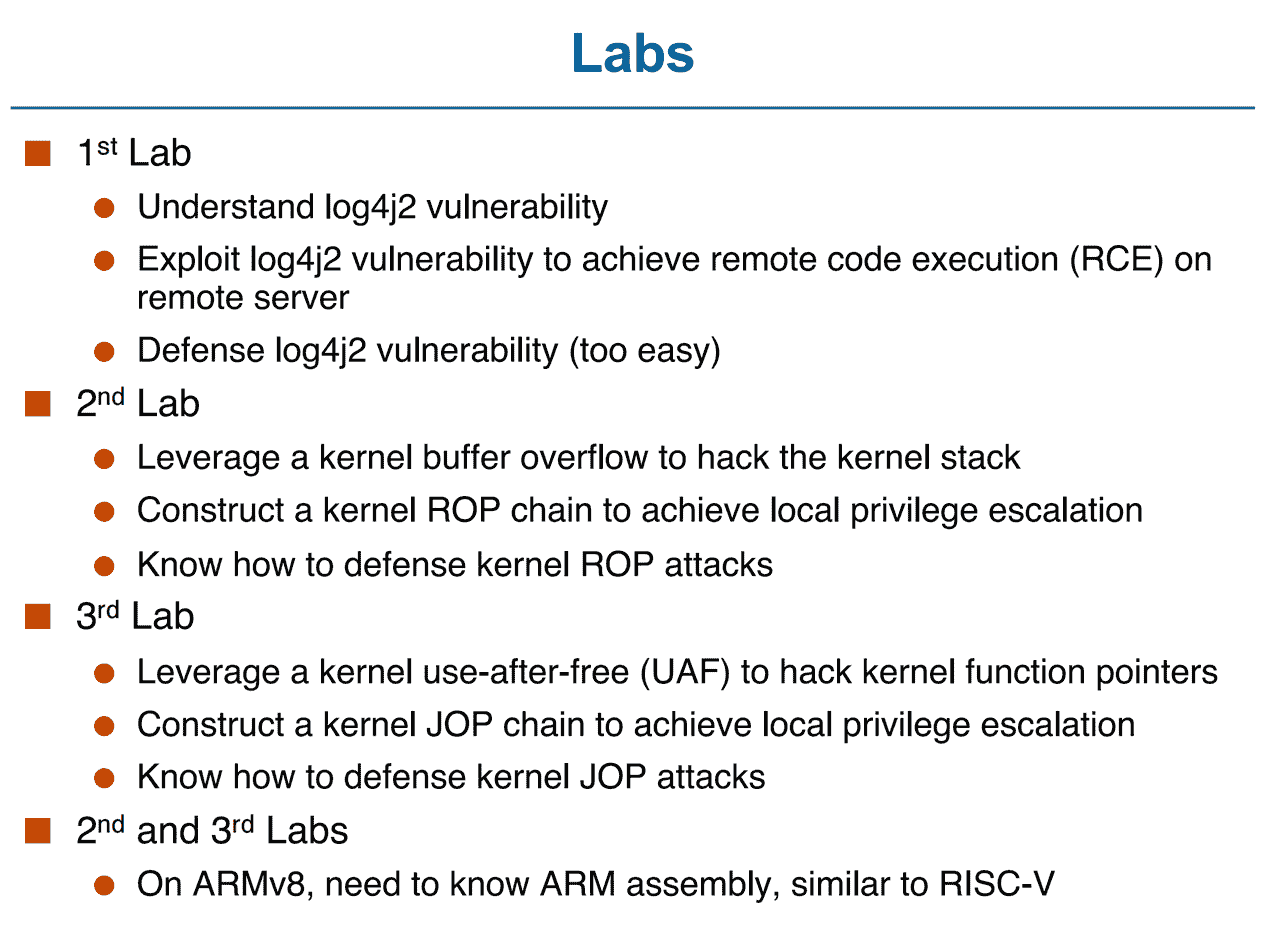 Labs
1st Lab
Understand log4j2 vulnerability
Exploit log4j2 vulnerability to achieve remote code execution (RCE) on
remote server
Defense log4j2 vulnerability (too easy)
2nd Lab
Leverage a kernel buffer overflow to hack the kernel stack
Construct a kernel ROP chain to achieve local privilege escalation
Know how to defense kernel ROP attacks
3rd Lab
Leverage a kernel use-after-free (UAF) to hack kernel function pointers
Construct a kernel JOP chain to achieve local privilege escalation
Know how to defense kernel JOP attacks
2nd and 3rd Labs
On ARMv8, need to know ARM assembly, similar to RISC-V